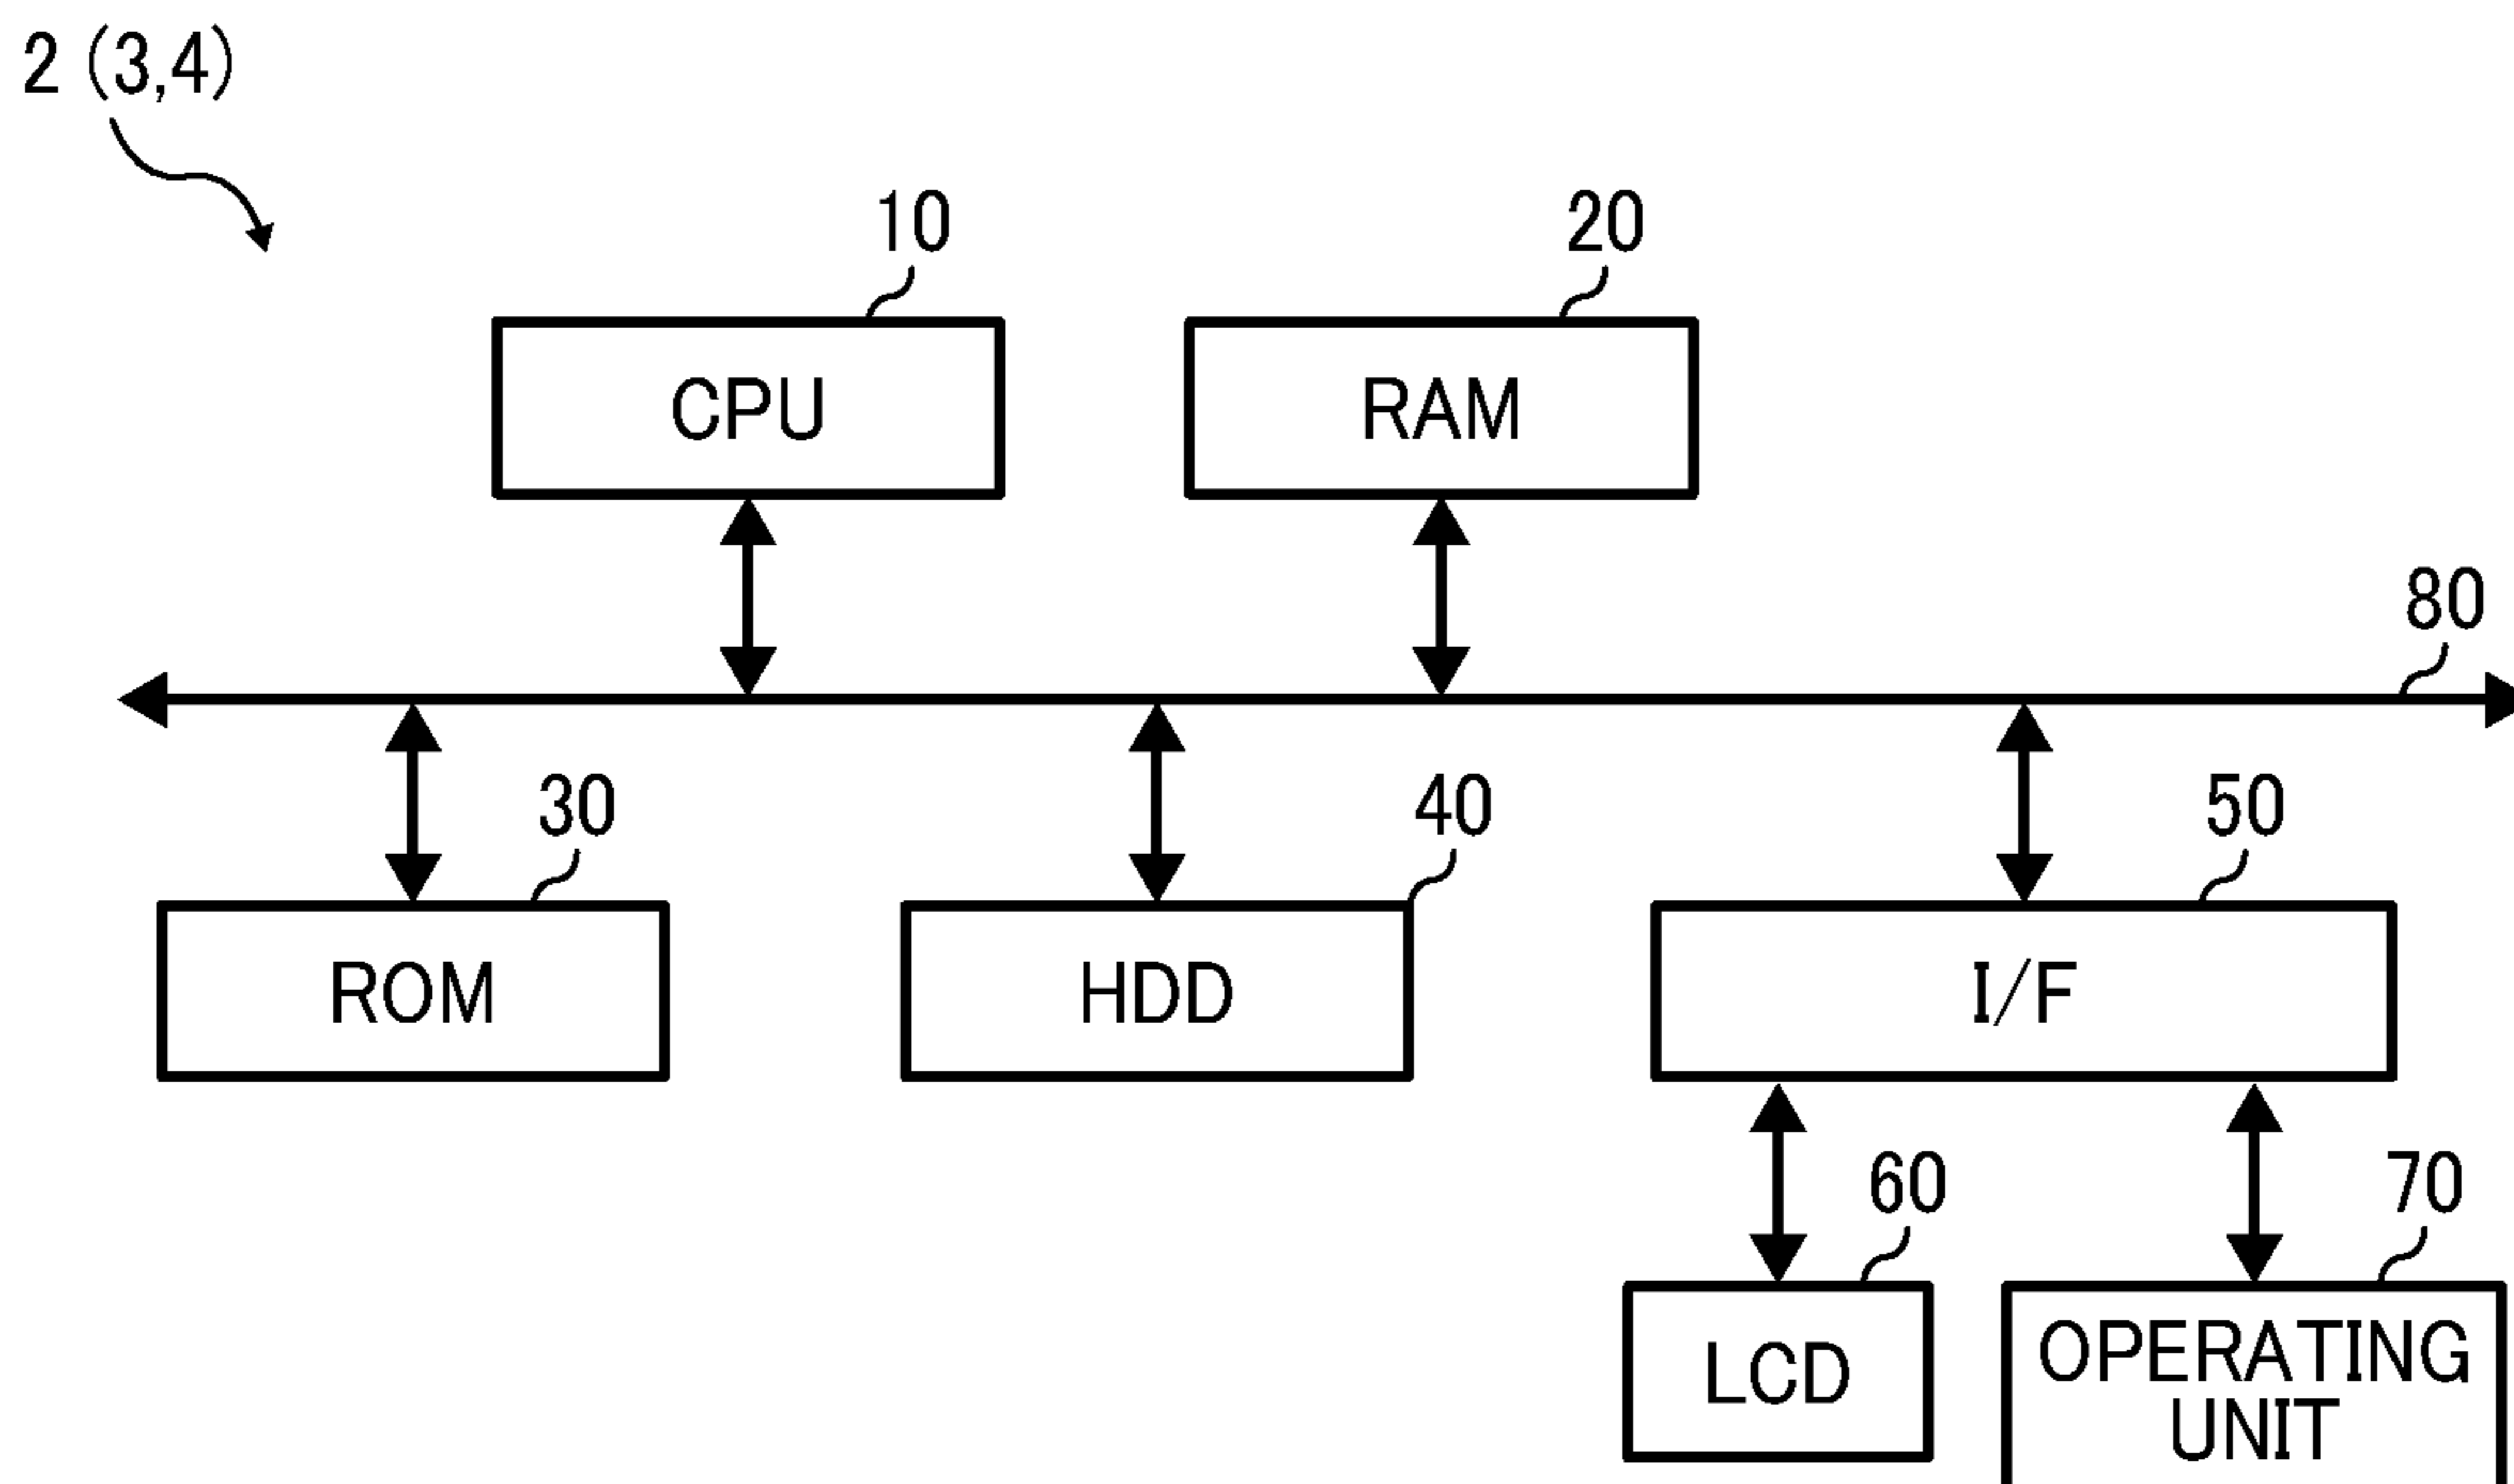 2 (3,4)
10
20
CPU
RAM
80
30
40
50
ROM
HDD
I/F
60
70
LCD
OPERATING
UNIT